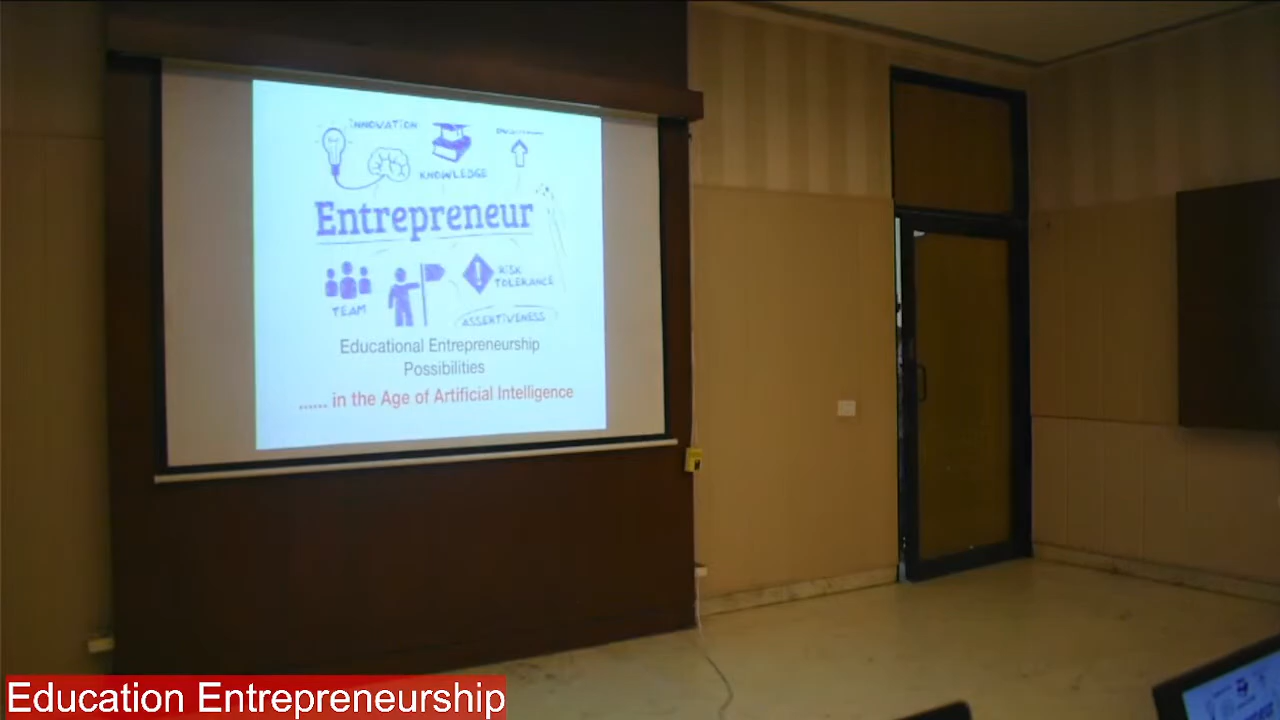 INNOVATION
KNOWLEDGE
Entrepreneur
TEAM
RISK
TOLERANCE
ASSERTIVENESS
Educational Entrepreneurship
Possibilities
...... in the Age of Artificial Intelligence
Education Entrepreneurship